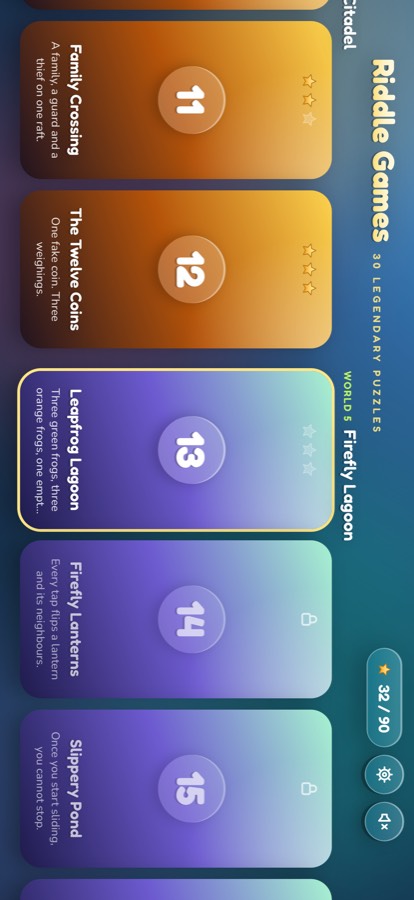 Riddle Games 30 LEGENDARY PUZZLES
32 / 90
Citadel
WORLD 5 Firefly Lagoon
11
Family Crossing
A family, a guard and a
thief on one raft.
12
The Twelve Coins
One fake coin. Three
weighings.
13
Leapfrog Lagoon
Three green frogs, three
orange frogs, one empt...
14
Firefly Lanterns
Every tap flips a lantern
and its neighbours.
15
Slippery Pond
Once you start sliding,
you cannot stop.